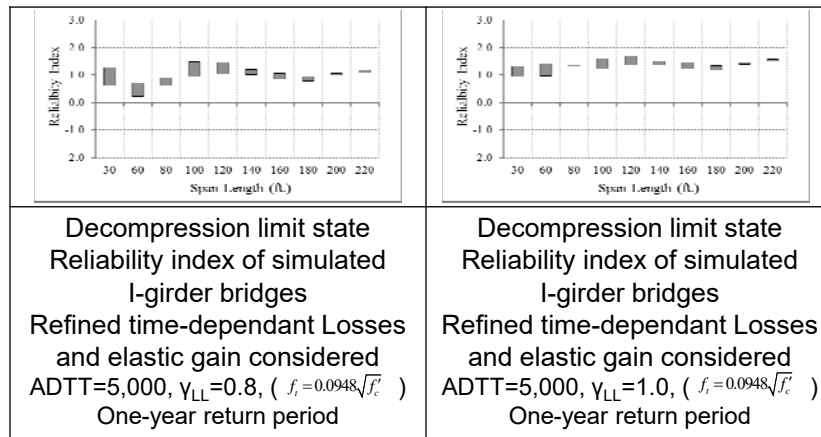 3.0
2.0
1.0
0.0
-1.0
2.0
Reliability Index
30 60 80 100 120 140 160 180 200 220
Span Length (ft.)
3.0
2.0
1.0
0.0
-1.0
2.0
Reliability Index
30 60 80 100 120 140 160 180 200 220
Span Length (ft.)
Decompression limit state
Reliability index of simulated
I-girder bridges
Refined time-dependant Losses
and elastic gain considered
ADTT=5,000, γLL=0.8, ( fₜ = 0.0948√f′c )
One-year return period
Decompression limit state
Reliability index of simulated
I-girder bridges
Refined time-dependant Losses
and elastic gain considered
ADTT=5,000, γLL=1.0, ( fₜ = 0.0948√f′c )
One-year return period